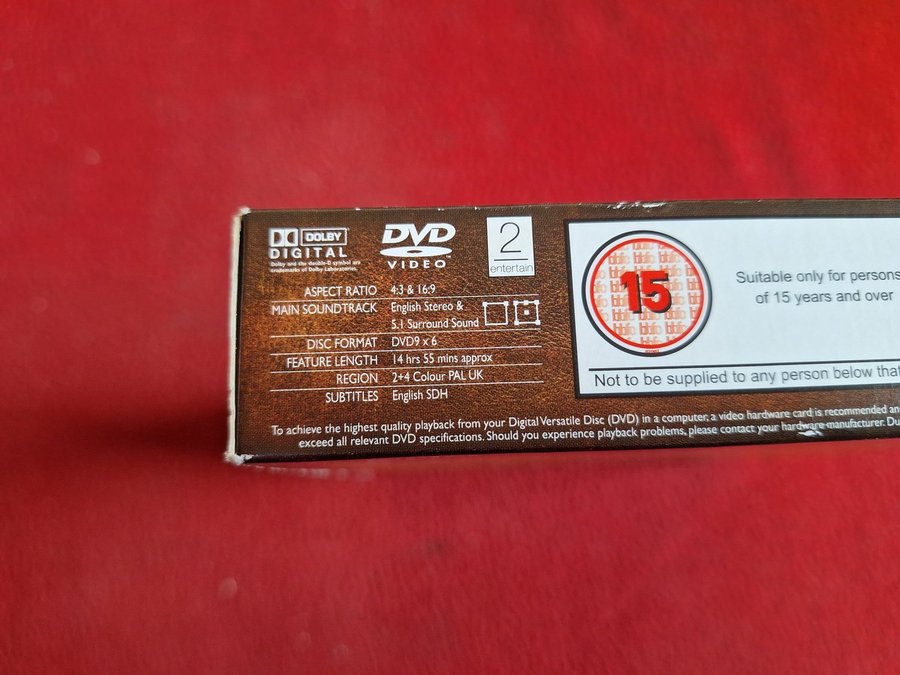 DOLBY
DIGITAL
Dolby and the double-D symbol are
trademarks of Dolby Laboratories.
DVD
VIDEO
TM
2
entertain
ASPECT RATIO 4:3 & 16:9
MAIN SOUNDTRACK English Stereo &
5.1 Surround Sound
DISC FORMAT DVD9 x 6
FEATURE LENGTH 14 hrs 55 mins approx
REGION 2+4 Colour PAL UK
SUBTITLES English SDH
15
Suitable only for persons
of 15 years and over
Not to be supplied to any person below that
To achieve the highest quality playback from your Digital Versatile Disc (DVD) in a computer, a video hardware card is recommended and
exceed all relevant DVD specifications. Should you experience playback problems, please contact your hardware manufacturer. Du